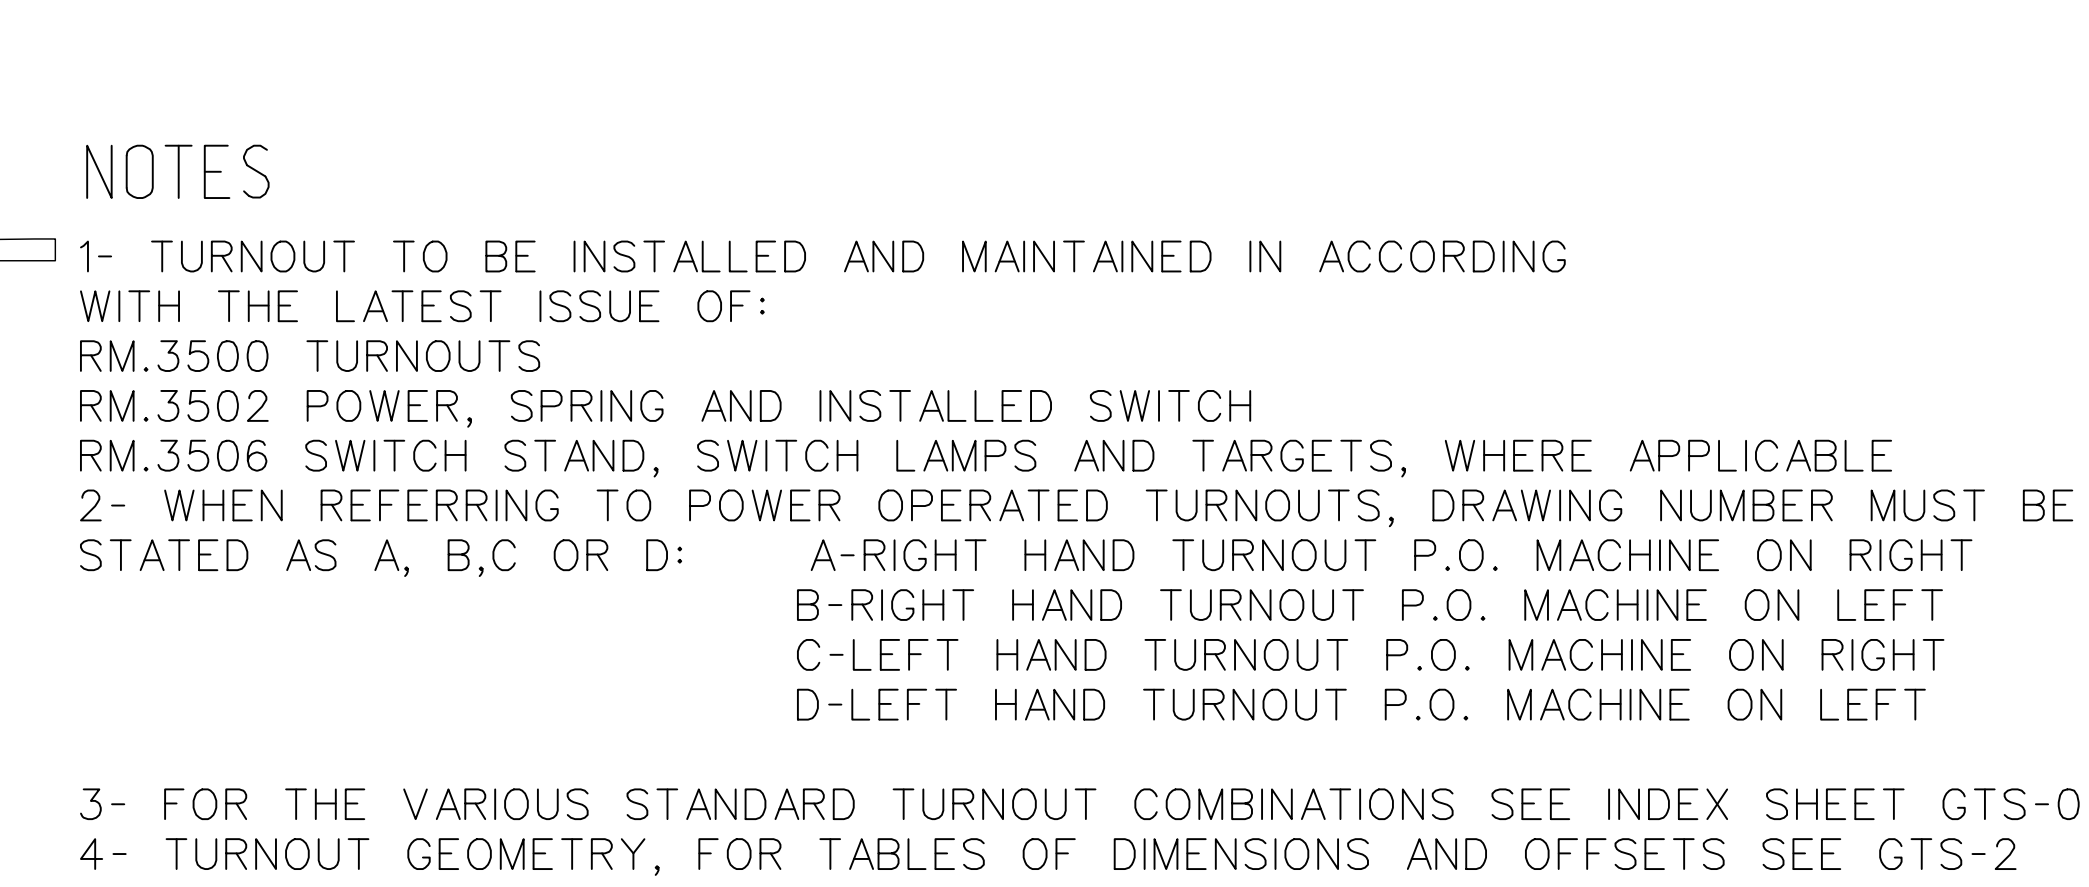 NOTES
1- TURNOUT TO BE INSTALLED AND MAINTAINED IN ACCORDING
WITH THE LATEST ISSUE OF:
RM.3500 TURNOUTS
RM.3502 POWER, SPRING AND INSTALLED SWITCH
RM.3506 SWITCH STAND, SWITCH LAMPS AND TARGETS, WHERE APPLICABLE
2- WHEN REFERRING TO POWER OPERATED TURNOUTS, DRAWING NUMBER MUST BE
STATED AS A, B,C OR D: A-RIGHT HAND TURNOUT P.O. MACHINE ON RIGHT
B-RIGHT HAND TURNOUT P.O. MACHINE ON LEFT
C-LEFT HAND TURNOUT P.O. MACHINE ON RIGHT
D-LEFT HAND TURNOUT P.O. MACHINE ON LEFT
3- FOR THE VARIOUS STANDARD TURNOUT COMBINATIONS SEE INDEX SHEET GTS-0
4- TURNOUT GEOMETRY, FOR TABLES OF DIMENSIONS AND OFFSETS SEE GTS-2